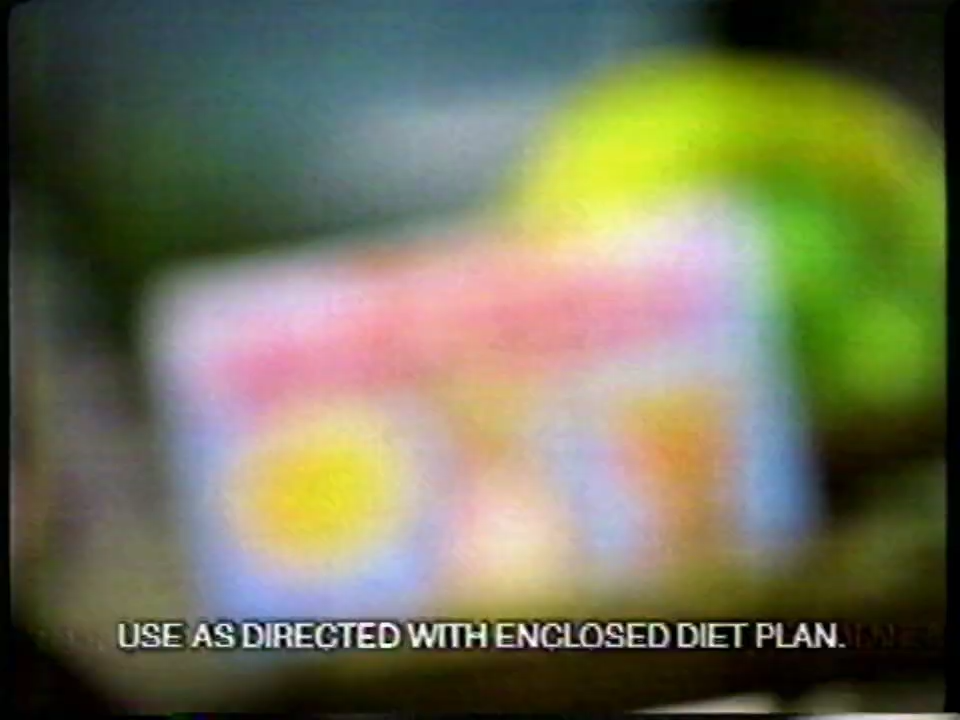 USE AS DIRECTED WITH ENCLOSED DIET PLAN.